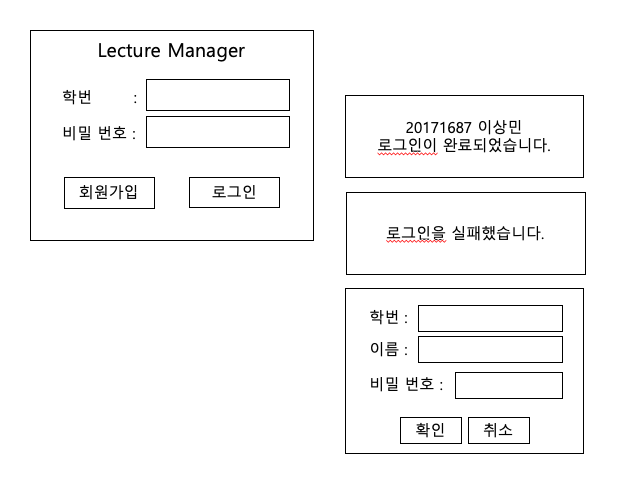 Lecture Manager
학번 :
비밀 번호 :
회원가입 로그인
20171687 이상민
로그인이 완료되었습니다.
로그인을 실패했습니다.
학번 :
이름 :
비밀 번호 :
확인 취소